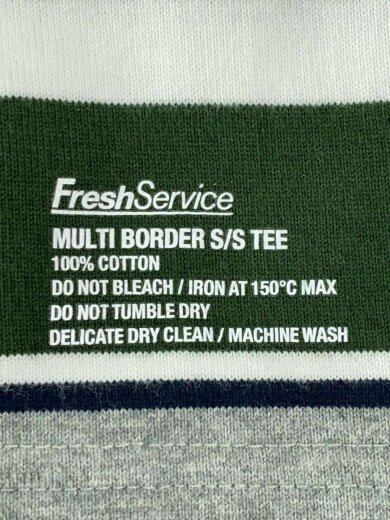 FreshService
MULTI BORDER S/S TEE
100% COTTON
DO NOT BLEACH / IRON AT 150°C MAX
DO NOT TUMBLE DRY
DELICATE DRY CLEAN / MACHINE WASH